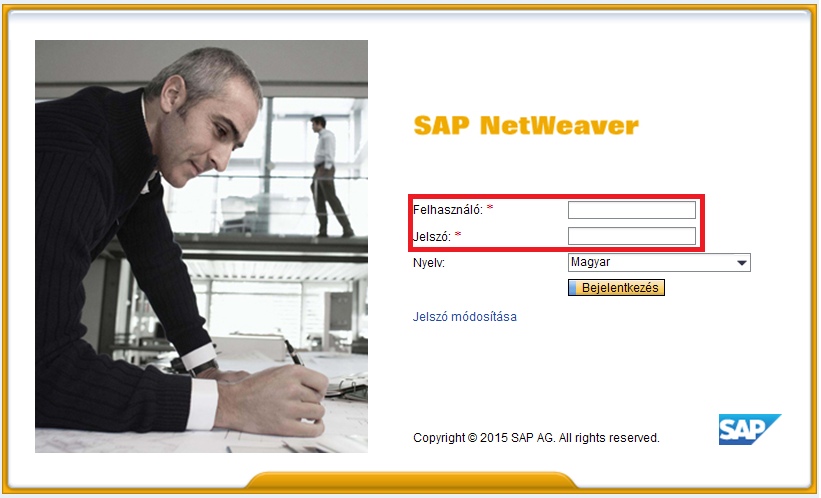 SAP NetWeaver
Felhasználó: *
Jelszó: *
Nyelv: Magyar
Bejelentkezés
Jelszó módosítása
Copyright © 2015 SAP AG. All rights reserved.
SAP